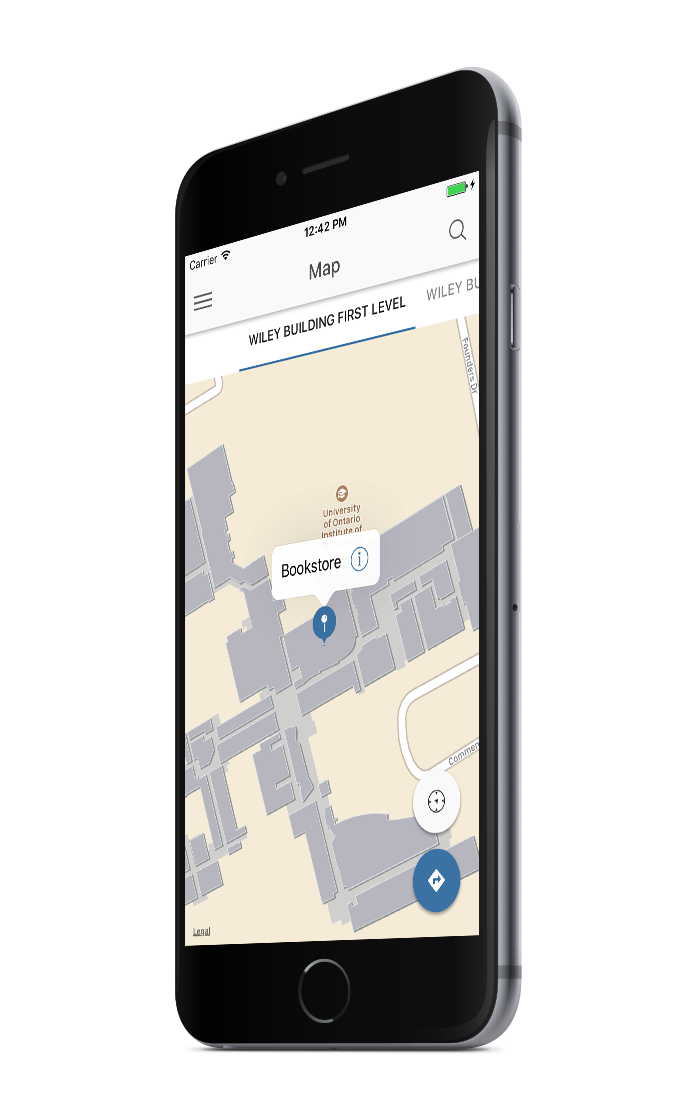 Carrier
12:42 PM
Map
WILEY BUILDING FIRST LEVEL
WILEY BU
Founders Dr
University
of Ontario
Institute of
Bookstore
Commen
Legal